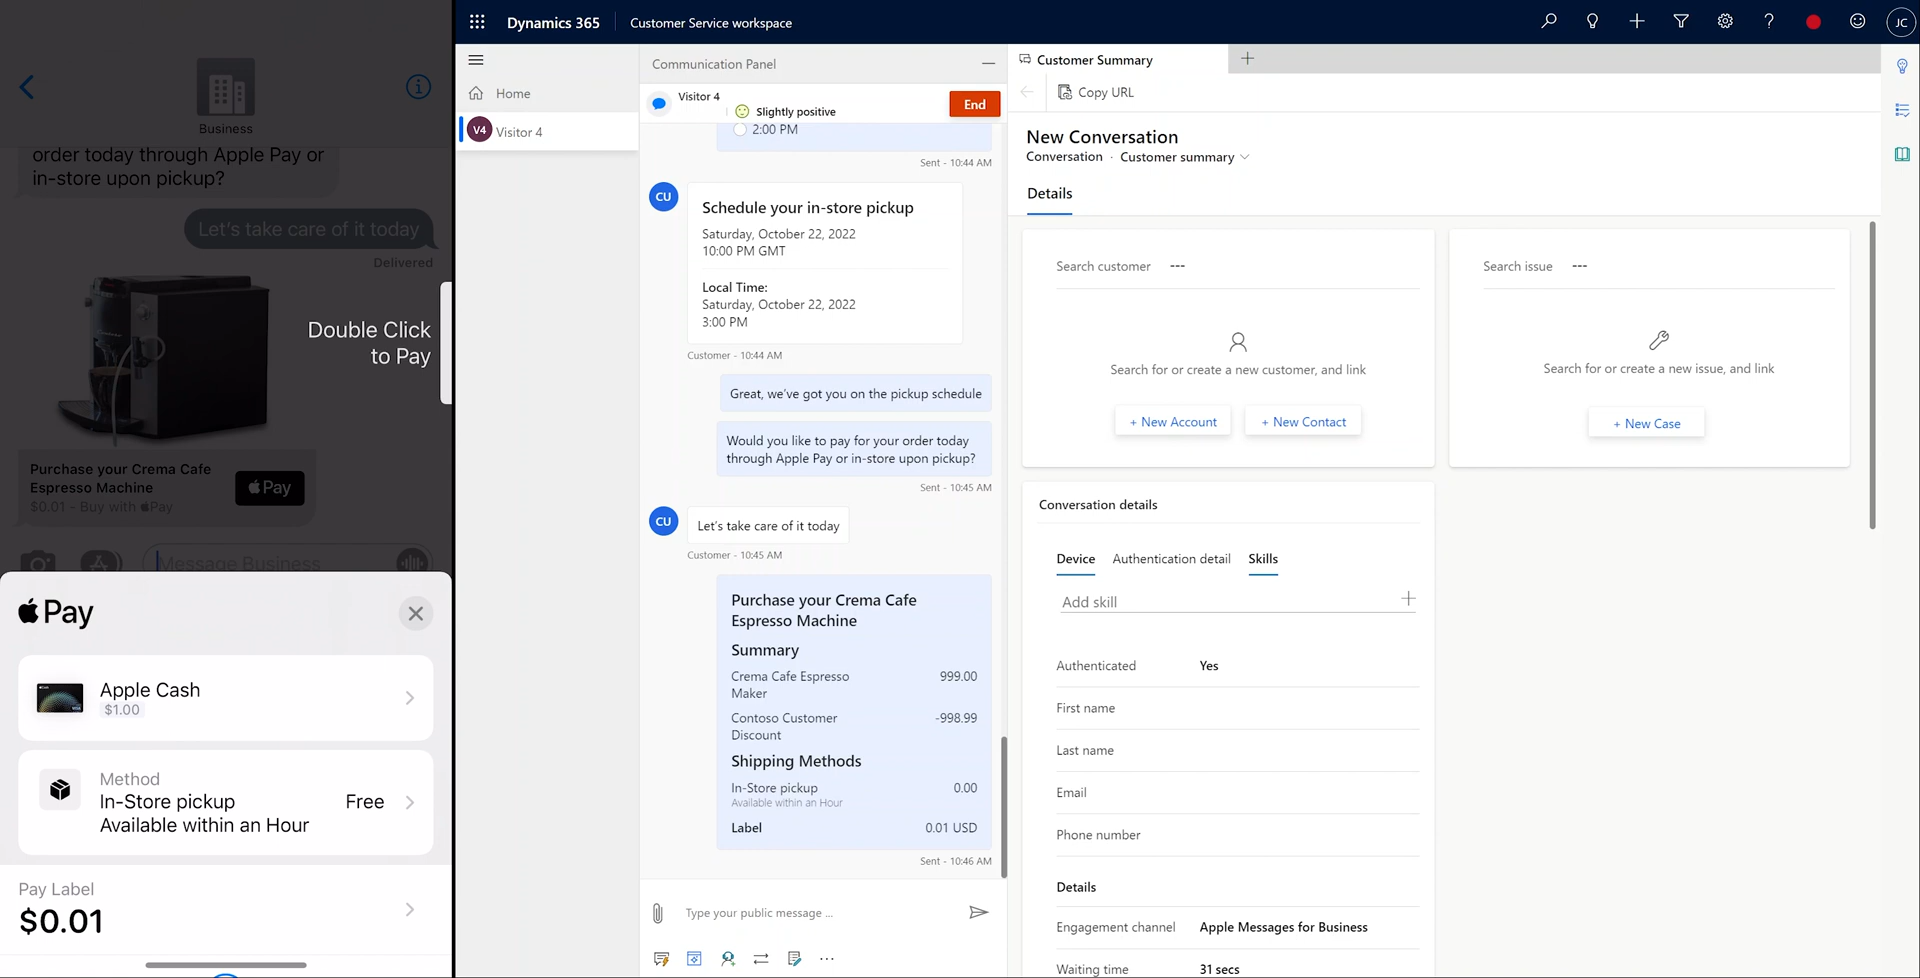 Business
order today through Apple Pay or
in-store upon pickup?
Let's take care of it today
Delivered
Double Click
to Pay
Purchase your Crema Cafe
Espresso Machine
Pay
$0.01 - Buy with Pay
Message Business
Pay
Apple Cash
$1.00
Method
In-Store pickup
Available within an Hour
Free
Pay Label
$0.01
Dynamics 365
Customer Service workspace
JC
Home
V4
Visitor 4
Communication Panel
Visitor 4
Slightly positive
End
2:00 PM
Sent - 10:44 AM
CU
Schedule your in-store pickup
Saturday, October 22, 2022
10:00 PM GMT
Local Time:
Saturday, October 22, 2022
3:00 PM
Customer - 10:44 AM
Great, we've got you on the pickup schedule
Would you like to pay for your order today
through Apple Pay or in-store upon pickup?
Sent - 10:45 AM
CU
Let's take care of it today
Customer - 10:45 AM
Purchase your Crema Cafe
Espresso Machine
Summary
Crema Cafe Espresso 999.00
Maker
Contoso Customer -998.99
Discount
Shipping Methods
In-Store pickup 0.00
Available within an Hour
Label 0.01 USD
Sent - 10:46 AM
Type your public message ...
Customer Summary
Copy URL
New Conversation
Conversation · Customer summary
Details
Search customer ---
Search for or create a new customer, and link
+ New Account
+ New Contact
Search issue ---
Search for or create a new issue, and link
+ New Case
Conversation details
Device Authentication detail Skills
Add skill
Authenticated Yes
First name
Last name
Email
Phone number
Details
Engagement channel Apple Messages for Business
Waiting time 31 secs